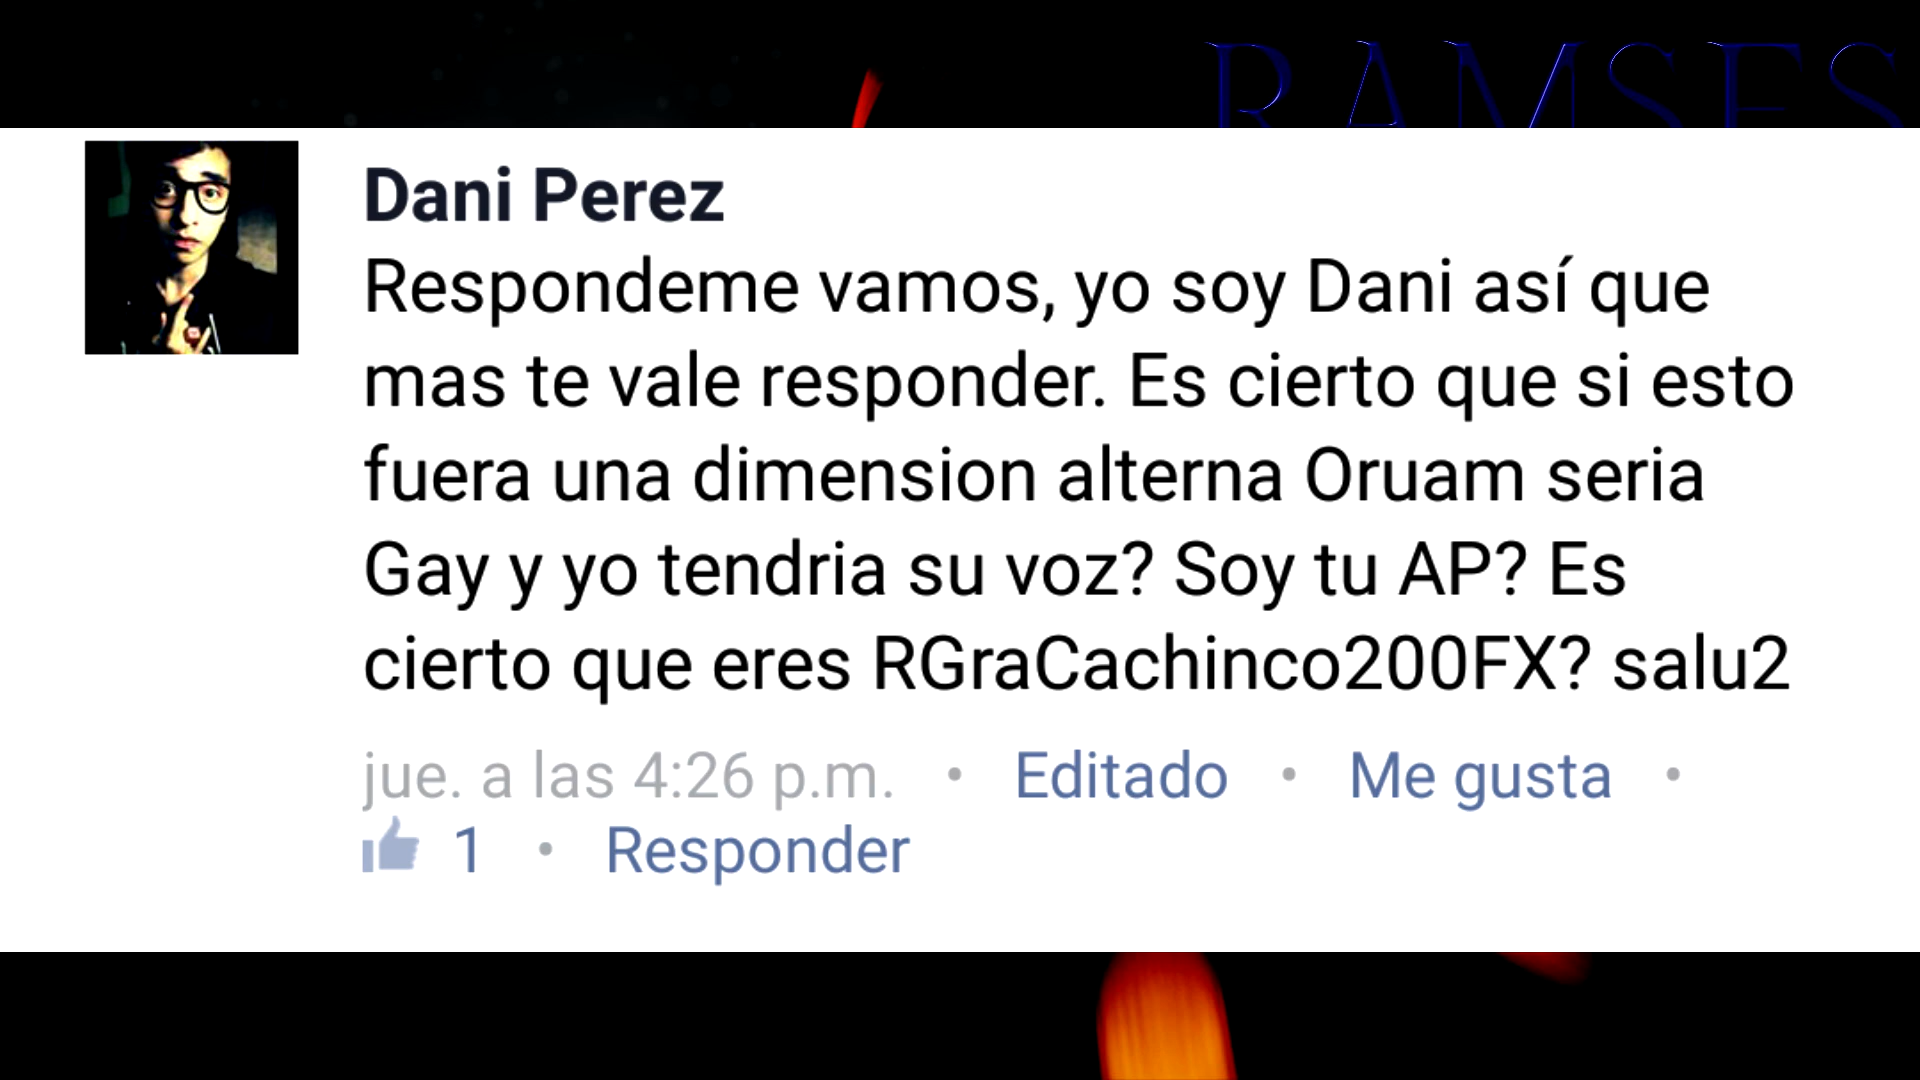 RAMSES
Dani Perez
Respondeme vamos, yo soy Dani así que
mas te vale responder. Es cierto que si esto
fuera una dimension alterna Oruam seria
Gay y yo tendria su voz? Soy tu AP? Es
cierto que eres RGraCachinco200FX? salu2
jue. a las 4:26 p.m. • Editado • Me gusta •
1 • Responder